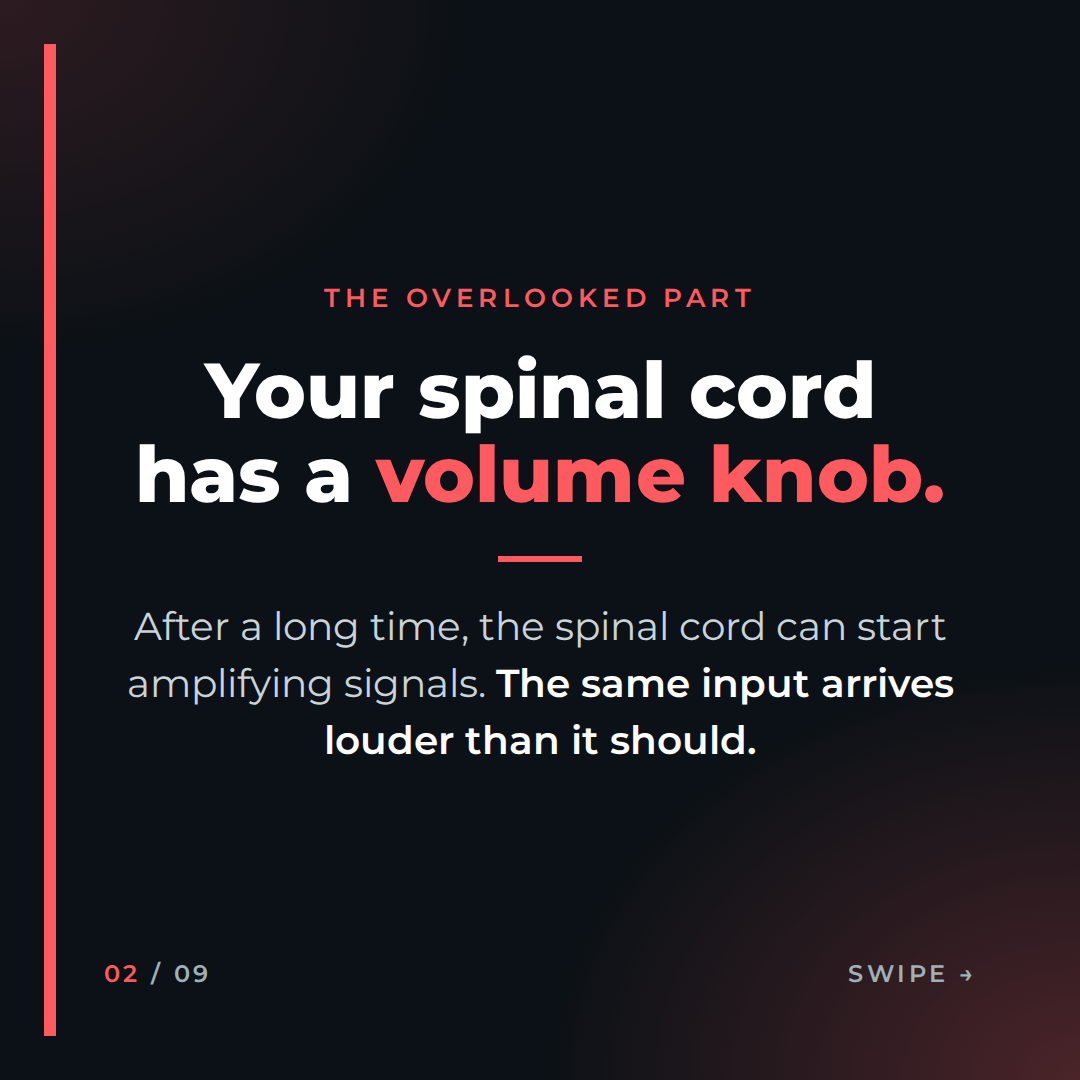 THE OVERLOOKED PART
Your spinal cord
has a volume knob.
After a long time, the spinal cord can start
amplifying signals. The same input arrives
louder than it should.
02 / 09
SWIPE →